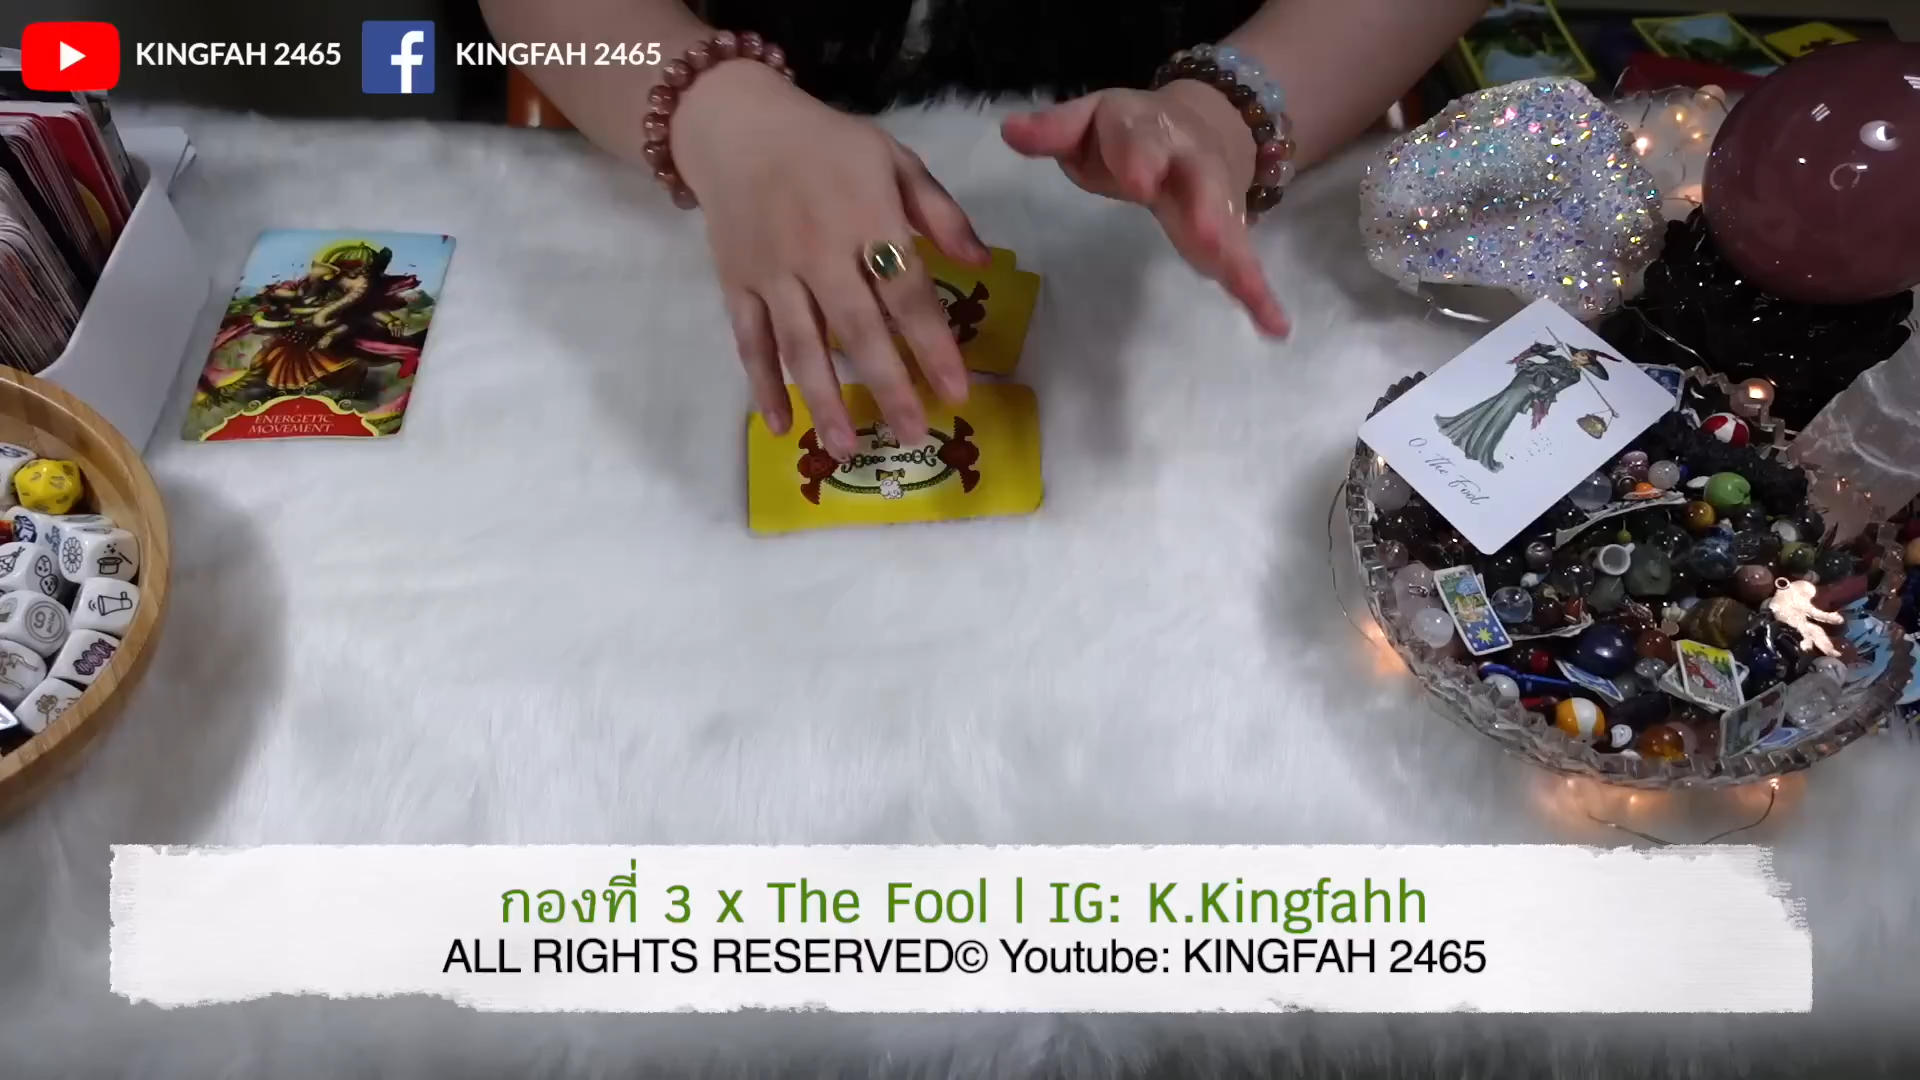 KINGFAH 2465
KINGFAH 2465
ENERGETIC
MOVEMENT
0. The Fool
กองที่ 3 x The Fool | IG: K.Kingfahh
ALL RIGHTS RESERVED© Youtube: KINGFAH 2465